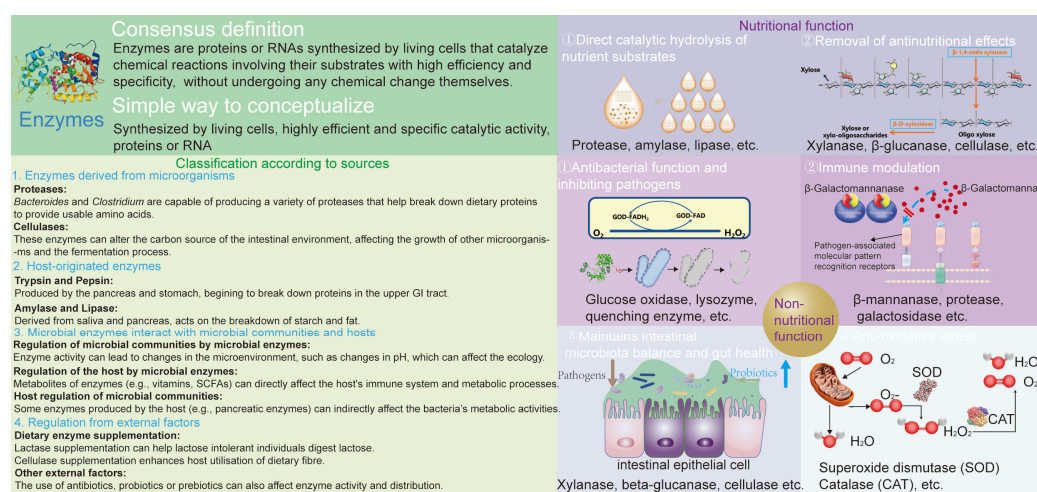 Consensus definition
Enzymes are proteins or RNAs synthesized by living cells that catalyze
chemical reactions involving their substrates with high efficiency and
specificity, without undergoing any chemical change themselves.
Simple way to conceptualize
Enzymes
Synthesized by living cells, highly efficient and specific catalytic activity,
proteins or RNA
Classification according to sources
1. Enzymes derived from microorganisms
Proteases:
Bacteroides and Clostridium are capable of producing a variety of proteases that help break down dietary proteins
to provide usable amino acids.
Cellulases:
These enzymes can alter the carbon source of the intestinal environment, affecting the growth of other microorganis-
-ms and the fermentation process.
2. Host-originated enzymes
Trypsin and Pepsin:
Produced by the pancreas and stomach, begining to break down proteins in the upper GI tract.
Amylase and Lipase:
Derived from saliva and pancreas, acts on the breakdown of starch and fat.
3. Microbial enzymes interact with microbial communities and hosts
Regulation of microbial communities by microbial enzymes:
Enzyme activity can lead to changes in the microenvironment, such as changes in pH, which can affect the ecology.
Regulation of the host by microbial enzymes:
Metabolites of enzymes (e.g., vitamins, SCFAs) can directly affect the host's immune system and metabolic processes.
Host regulation of microbial communities:
Some enzymes produced by the host (e.g., pancreatic enzymes) can indirectly affect the bacteria's metabolic activities.
4. Regulation from external factors
Dietary enzyme supplementation:
Lactase supplementation can help lactose intolerant individuals digest lactose.
Cellulase supplementation enhances host utilisation of dietary fibre.
Other external factors:
The use of antibiotics, probiotics or prebiotics can also affect enzyme activity and distribution.
Nutritional function
①Direct catalytic hydrolysis of
nutrient substrates
Protease, amylase, lipase, etc.
②Removal of antinutritional effects
β-1,4-endo xylanase
Xylose
β-D-xylosidase
Xylose or
xylo-oligosaccharides
Oligo xylose
Xylanase, β-glucanase, cellulase, etc.
①Antibacterial function and
inhibiting pathogens
GOD-FADH₂
GOD-FAD
O₂
H₂O₂
Glucose oxidase, lysozyme,
quenching enzyme, etc.
②Immune modulation
β-Galactomannanase
β-Galactomanna
Pathogen-associated
molecular pattern
recognition receptors
β-mannanase, protease,
galactosidase etc.
Non-
nutritional
function
③Maintains intestinal
microbiota balance and gut health
Pathogens
Probiotics
intestinal epithelial cell
Xylanase, beta-glucanase, cellulase etc.
Anti-oxidative stress
O₂
H₂O
SOD
O₂
O₂-
CAT
H₂O₂
H₂O
Superoxide dismutase (SOD)
Catalase (CAT), etc.